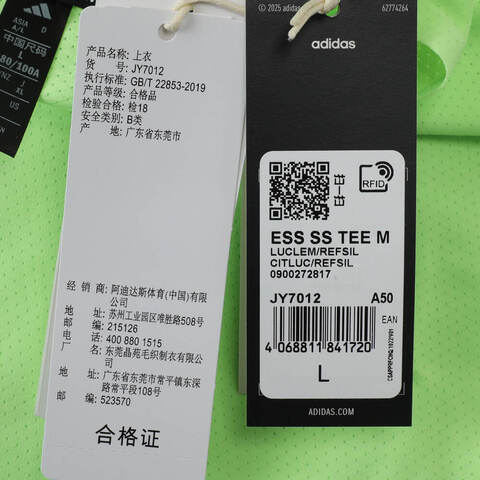 ASIA
A/L
中国尺码
L
180/100A
产品名称：上衣
货 号：JY7012
执行标准：GB/T 22853-2019
产品等级：合格品
检验合格：检18
安全类别：B类
产 地：广东省东莞市
经 销 商：阿迪达斯体育(中国)有限
公司
地 址：苏州工业园区唯胜路508号
邮 编：215126
电 话：400 880 1515
厂 名：东莞晶苑毛织制衣有限公司
地 址：广东省东莞市常平镇东深
路常平段108号
邮 编：523570
合格证
© 2025 adidas
62774264
adidas
扫一扫
RFID
ESS SS TEE M
LUCLEM/REFSIL
CITLUC/REFSIL
0900272817
JY7012 A50
EAN
4 068811 841720
L
ADIDAS.COM